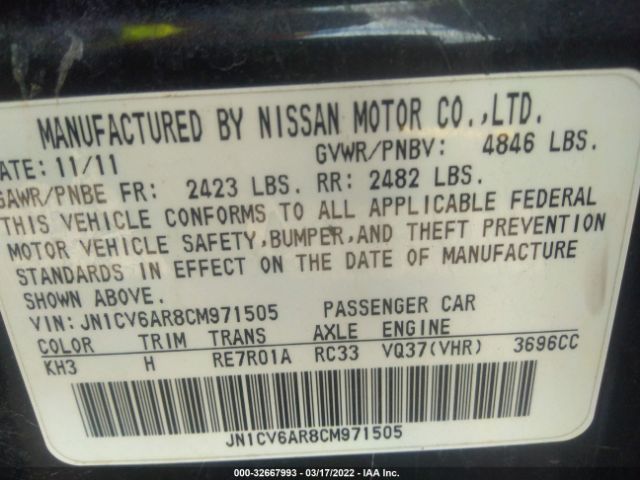 MANUFACTURED BY NISSAN MOTOR CO.,LTD.
DATE: 11/11 GVWR/PNBV: 4846 LBS.
GAWR/PNBE FR: 2423 LBS. RR: 2482 LBS.
THIS VEHICLE CONFORMS TO ALL APPLICABLE FEDERAL
MOTOR VEHICLE SAFETY,BUMPER,AND THEFT PREVENTION
STANDARDS IN EFFECT ON THE DATE OF MANUFACTURE
SHOWN ABOVE.
VIN: JN1CV6AR8CM971505 PASSENGER CAR
COLOR TRIM TRANS AXLE ENGINE
KH3 H RE7R01A RC33 VQ37(VHR) 3696CC
JN1CV6AR8CM971505
000-32667993 - 03/17/2022 - IAA Inc.